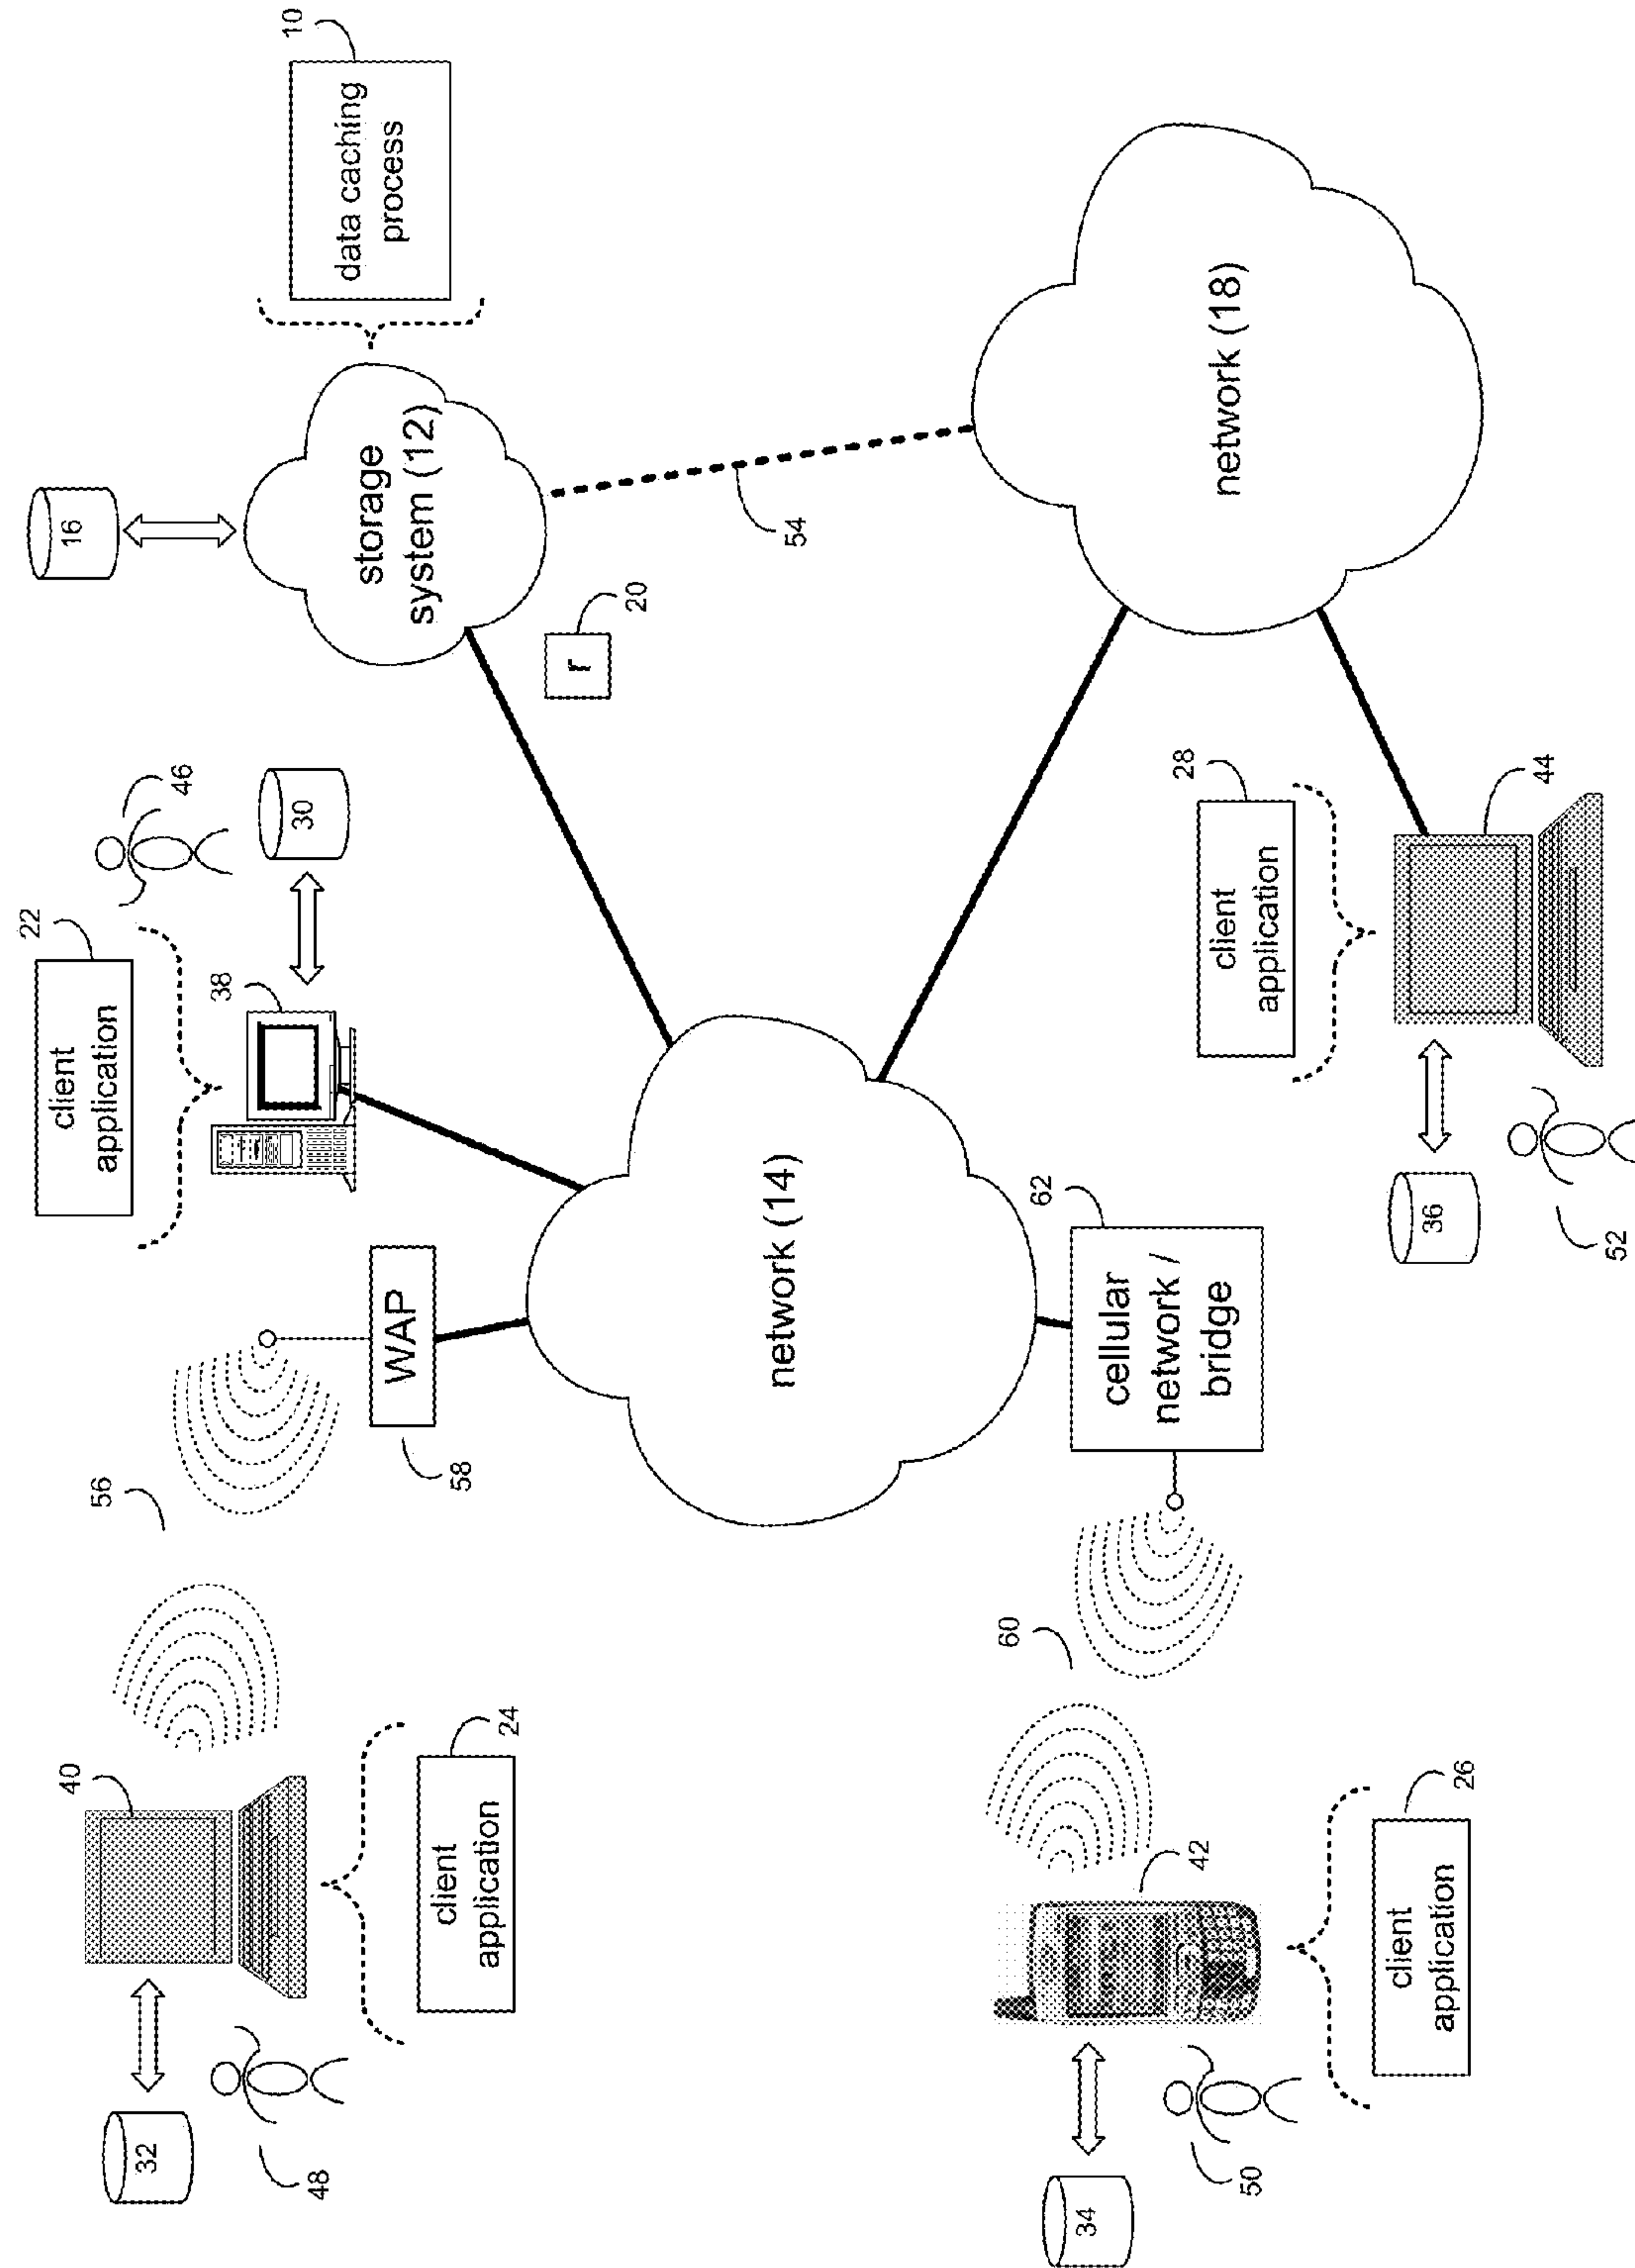 22
client
application
16
40
56
32
46
38
10
30
48
data caching
process
storage
system (12)
WAP
58
24
client
application
r
20
network (14)
54
60
62
cellular
network /
bridge
34
42
50
28
client
application
network (18)
26
client
application
36
44
52